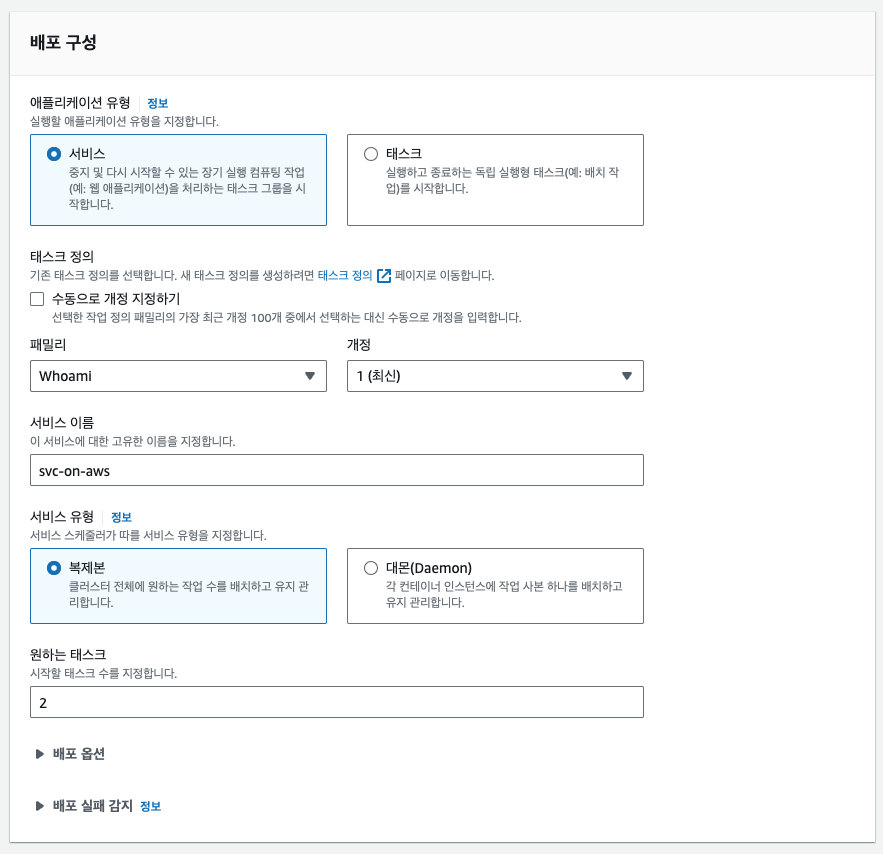 배포 구성
애플리케이션 유형 정보
실행할 애플리케이션 유형을 지정합니다.
서비스
중지 및 다시 시작할 수 있는 장기 실행 컴퓨팅 작업
(예: 웹 애플리케이션)을 처리하는 태스크 그룹을 시
작합니다.
태스크
실행하고 종료하는 독립 실행형 태스크(예: 배치 작
업)를 시작합니다.
태스크 정의
기존 태스크 정의를 선택합니다. 새 태스크 정의를 생성하려면 태스크 정의 페이지로 이동합니다.
수동으로 개정 지정하기
선택한 작업 정의 패밀리의 가장 최근 개정 100개 중에서 선택하는 대신 수동으로 개정을 입력합니다.
패밀리
Whoami
개정
1 (최신)
서비스 이름
이 서비스에 대한 고유한 이름을 지정합니다.
svc-on-aws
서비스 유형 정보
서비스 스케줄러가 따를 서비스 유형을 지정합니다.
복제본
클러스터 전체에 원하는 작업 수를 배치하고 유지 관
리합니다.
대몬(Daemon)
각 컨테이너 인스턴스에 작업 사본 하나를 배치하고
유지 관리합니다.
원하는 태스크
시작할 태스크 수를 지정합니다.
2
배포 옵션
배포 실패 감지 정보